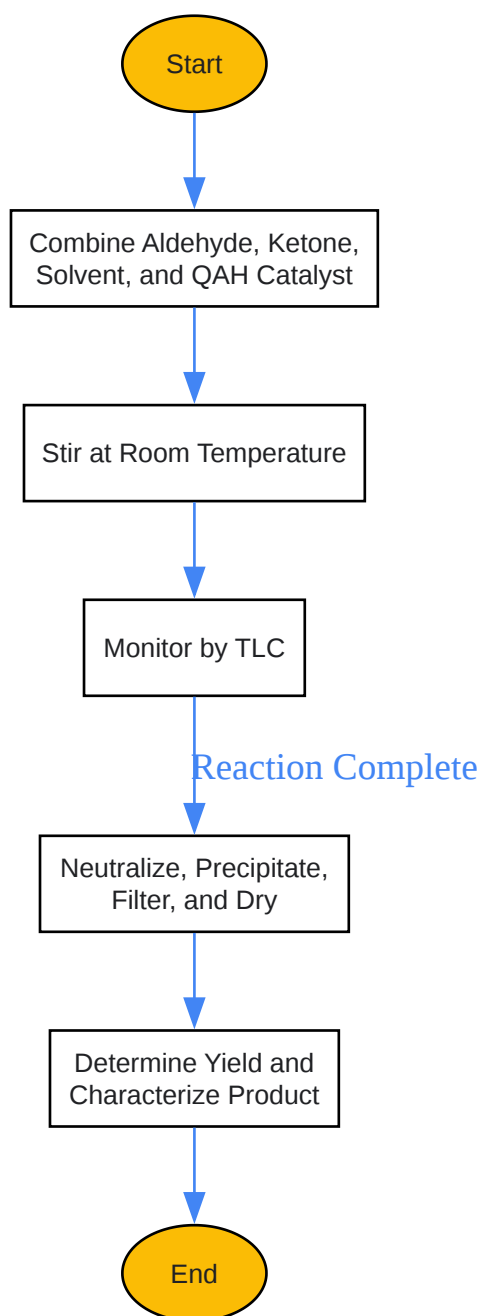 Start
Combine Aldehyde, Ketone,
Solvent, and QAH Catalyst
Stir at Room Temperature
Monitor by TLC
Reaction Complete
Neutralize, Precipitate,
Filter, and Dry
Determine Yield and
Characterize Product
End